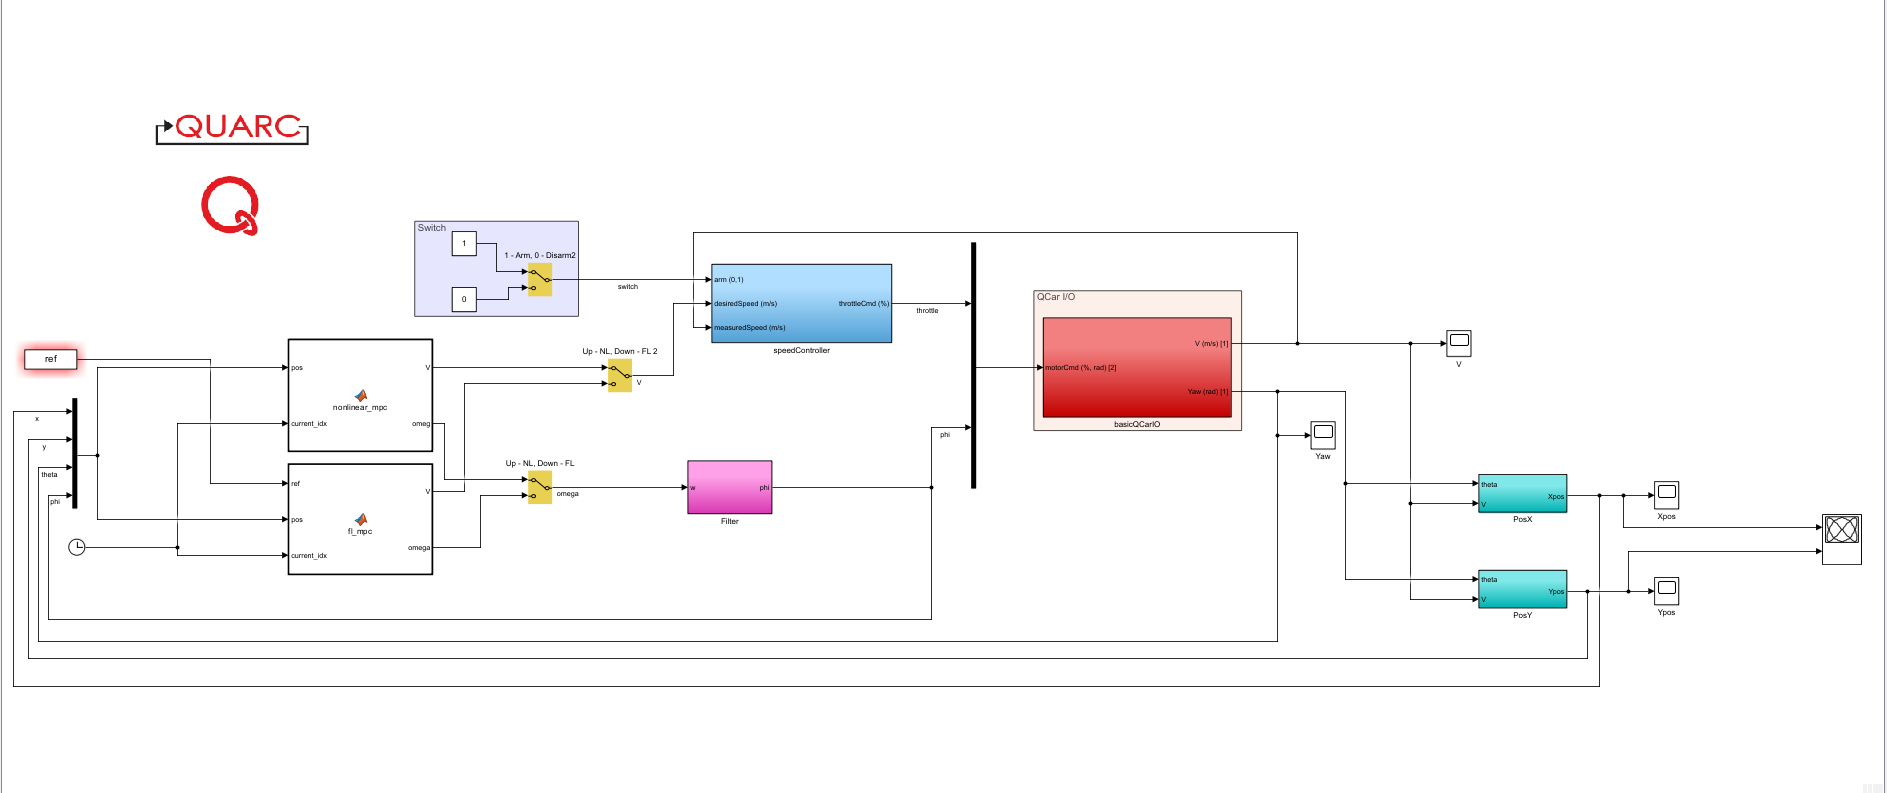 QUARC
Switch
1
1 - Arm, 0 - Disarm2
0
switch
arm (0,1)
desiredSpeed (m/s)
throttleCmd (%)
measuredSpeed (m/s)
speedController
throttle
QCar I/O
V (m/s) [1]
motorCmd (%, rad) [2]
Yaw (rad) [1]
basicQCarIO
V
Yaw
ref
pos
V
nonlinear_mpc
current_idx
omeg
Up - NL, Down - FL 2
V
x
y
theta
phi
ref
V
pos
fl_mpc
current_idx
omega
Up - NL, Down - FL
omega
w
phi
Filter
phi
theta
Xpos
V
PosX
Xpos
theta
Ypos
V
PosY
Ypos